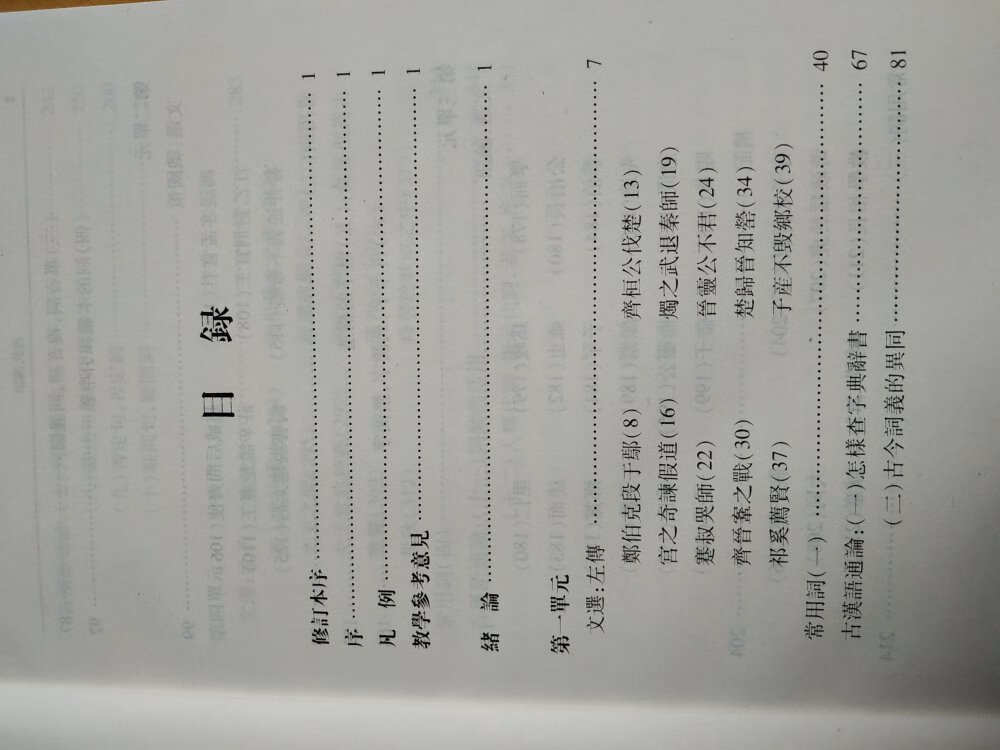 目 錄
修訂本序 1
序 1
凡 例 1
教學參考意見 1
緒 論 1
第一單元
文選:左傳 7
鄭伯克段于鄢(8) 齊桓公伐楚(13)
宮之奇諫假道(16) 燭之武退秦師(19)
蹇叔哭師(22) 晉靈公不君(24)
齊晉鞌之戰(30) 楚歸晉知罃(34)
祁奚薦賢(37) 子產不毀鄉校(39)
常用詞(一) 40
古漢語通論:(一)怎樣查字典辭書 67
(二)古今詞義的異同 81